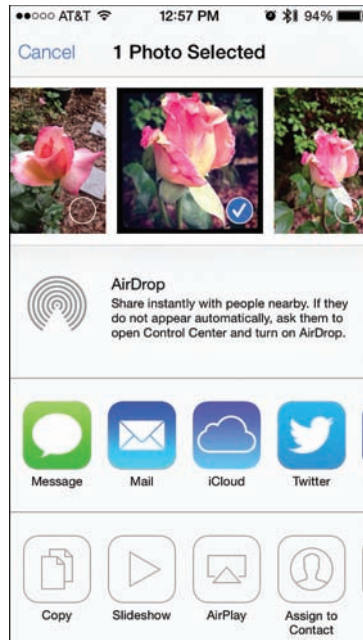 AT&T 12:57 PM 94%
Cancel 1 Photo Selected
AirDrop
Share instantly with people nearby. If they
do not appear automatically, ask them to
open Control Center and turn on AirDrop.
Message Mail iCloud Twitter
Copy Slideshow AirPlay Assign to
Contact